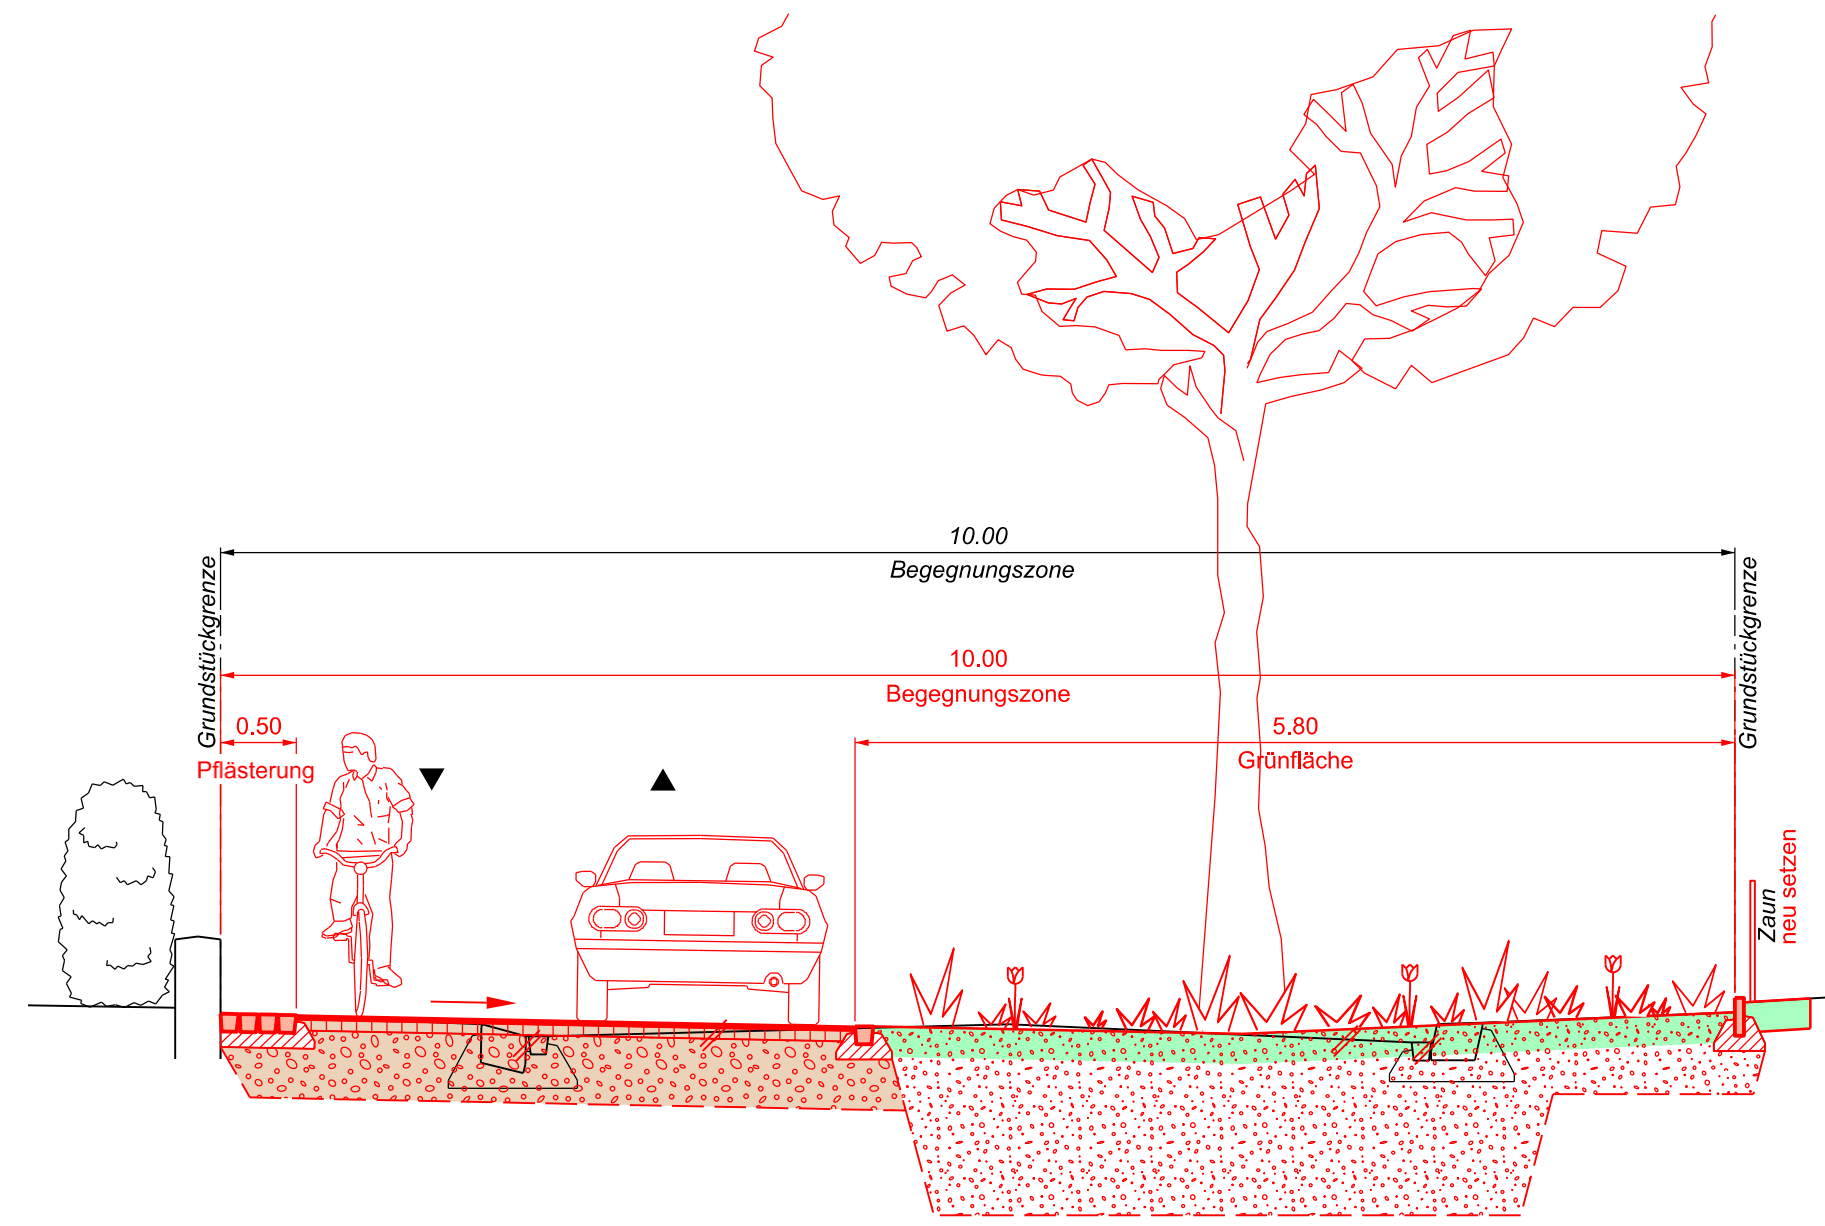 10.00
Begegnungszone
Grundstückgrenze
Grundstückgrenze
10.00
Begegnungszone
0.50
Pflästerung
5.80
Grünfläche
Zaun
neu setzen